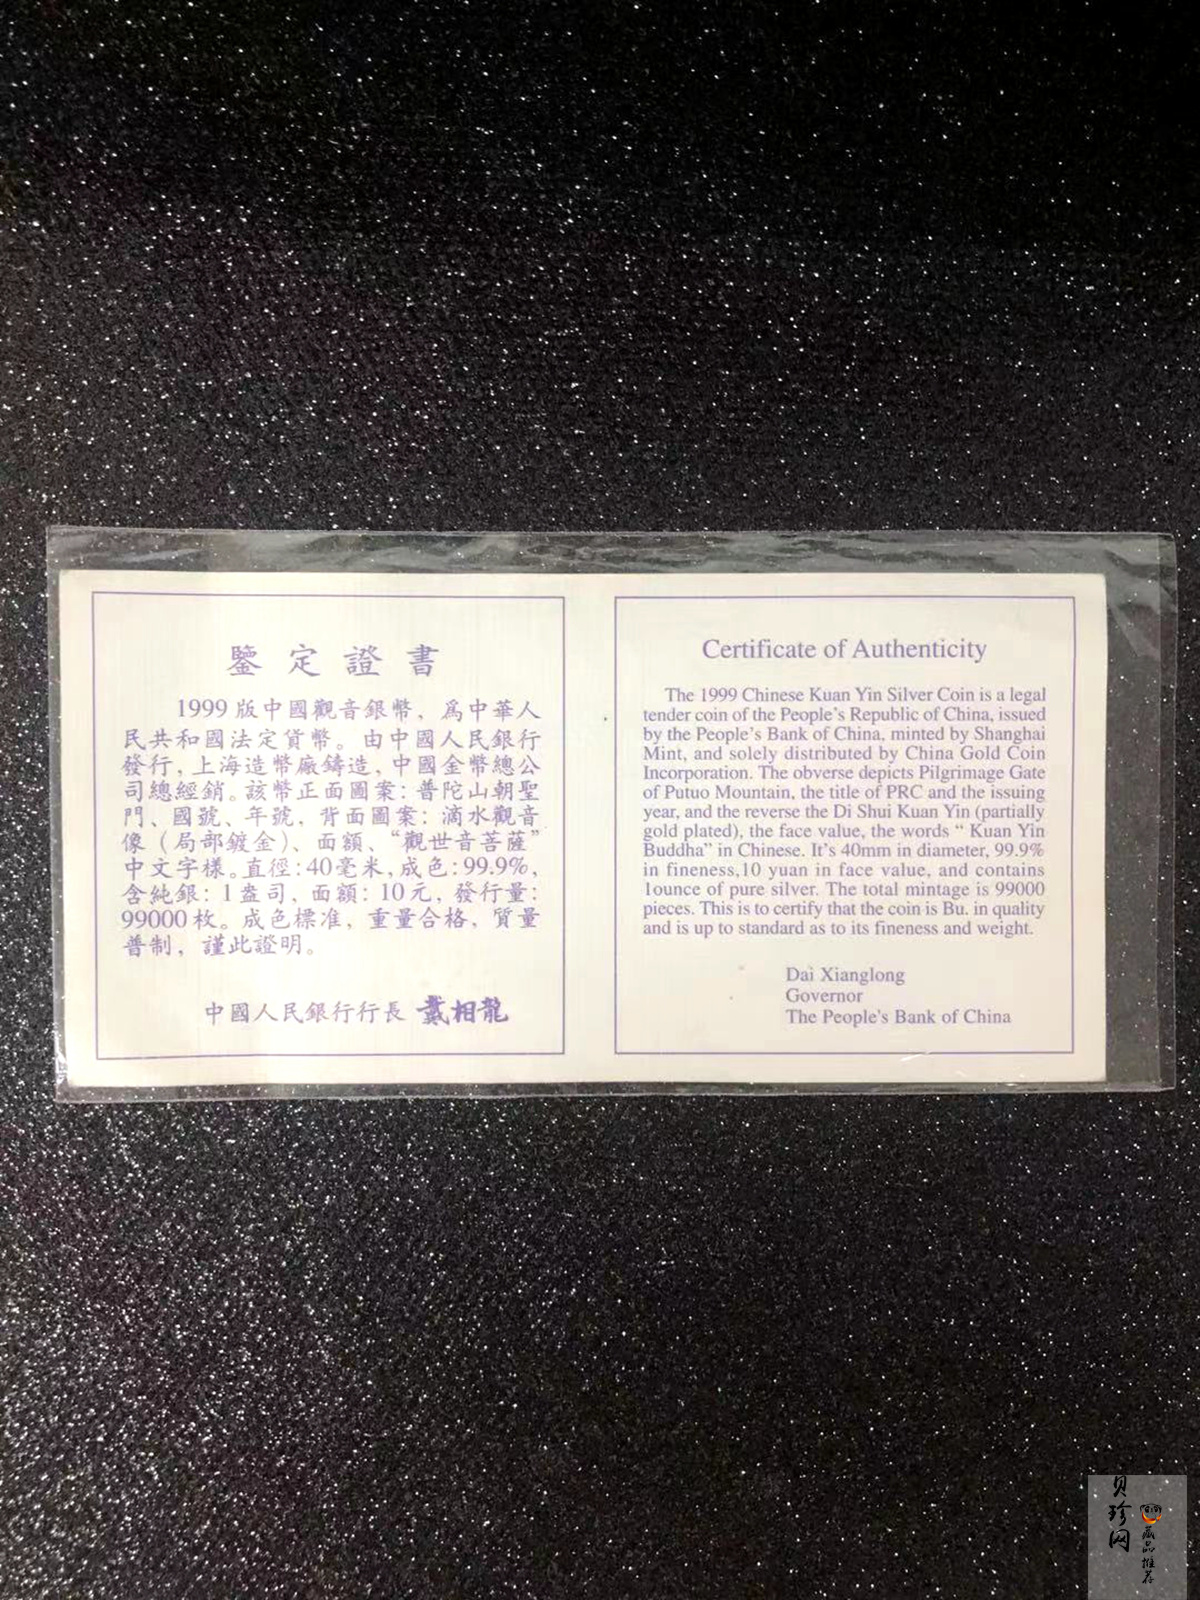 鑒定證書
1999版中國觀音銀幣，爲中華人
民共和國法定貨幣。由中國人民銀行
發行，上海造幣廠鑄造，中國金幣總公
司總經銷。該幣正面圖案：普陀山朝聖
門、國號、年號，背面圖案：滴水觀音
像（局部鍍金）、面額、“觀世音菩薩”
中文字樣。直徑：40毫米，成色：99.9%，
含純銀：1盎司，面額：10元，發行量：
99000枚。成色標准，重量合格，質量
普制，謹此證明。
中國人民銀行行長 戴相龍
Certificate of Authenticity
The 1999 Chinese Kuan Yin Silver Coin is a legal
tender coin of the People's Republic of China, issued
by the People's Bank of China, minted by Shanghai
Mint, and solely distributed by China Gold Coin
Incorporation. The obverse depicts Pilgrimage Gate
of Putuo Mountain, the title of PRC and the issuing
year, and the reverse the Di Shui Kuan Yin (partially
gold plated), the face value, the words “ Kuan Yin
Buddha” in Chinese. It's 40mm in diameter, 99.9%
in fineness,10 yuan in face value, and contains
1ounce of pure silver. The total mintage is 99000
pieces. This is to certify that the coin is Bu. in quality
and is up to standard as to its fineness and weight.
Dai Xianglong
Governor
The People's Bank of China
贝珍网
藏品推荐